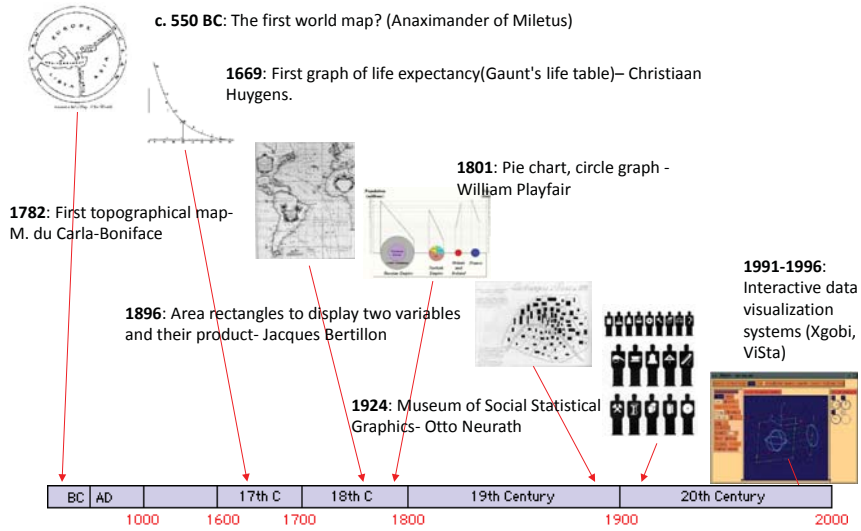 c. 550 BC: The first world map? (Anaximander of Miletus)
EUROPE
LIBIA
ASIA
1669: First graph of life expectancy(Gaunt's life table)– Christiaan
Huygens.
1801: Pie chart, circle graph -
William Playfair
1782: First topographical map-
M. du Carla-Boniface
1991-1996:
Interactive data
visualization
systems (Xgobi,
ViSta)
1896: Area rectangles to display two variables
and their product- Jacques Bertillon
1924: Museum of Social Statistical
Graphics- Otto Neurath
BC AD 17th C 18th C 19th Century 20th Century
1000 1600 1700 1800 1900 2000